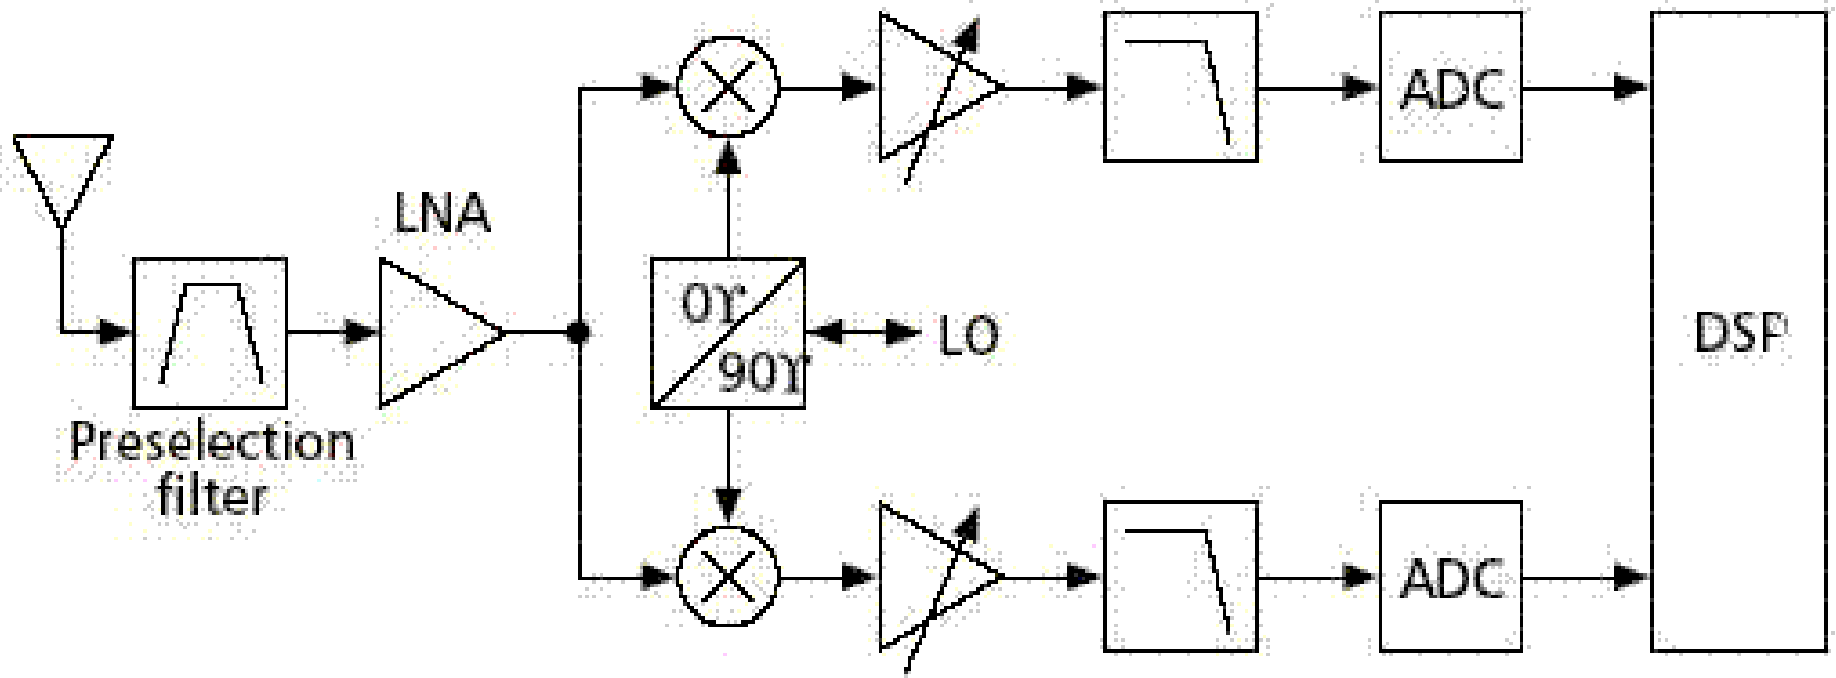 ADC
LNA
0ϒ
90ϒ
LO
DSP
Preselection
filter
ADC